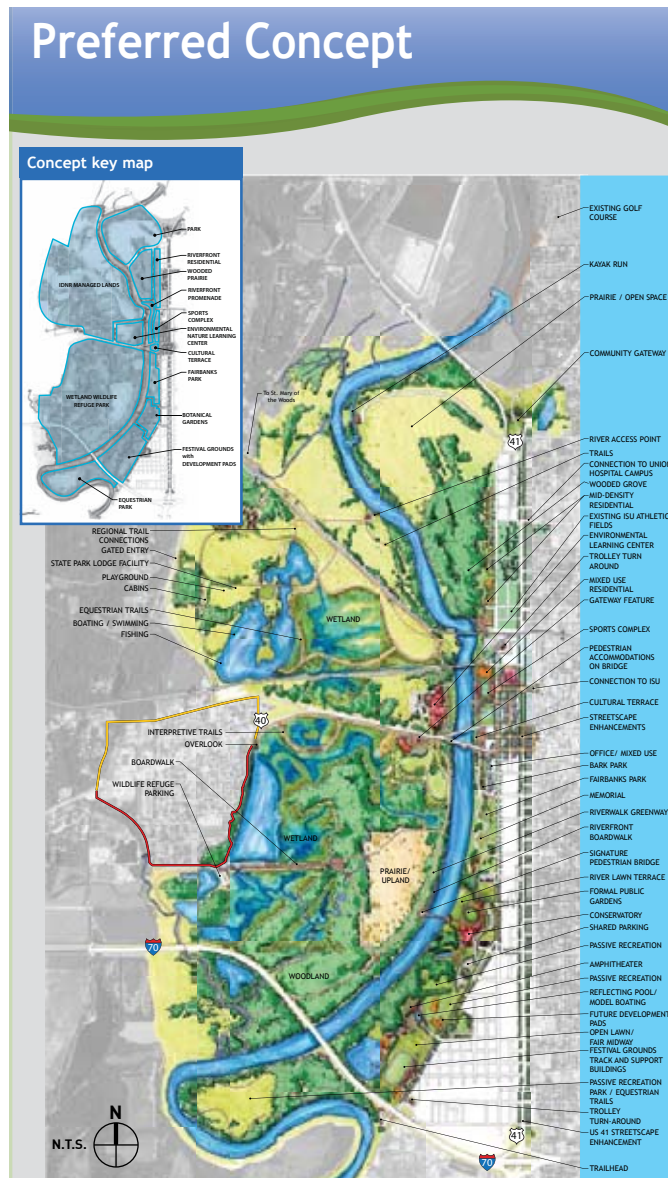 Preferred Concept
Concept key map
PARK
RIVERFRONT
RESIDENTIAL
WOODED
PRAIRIE
IDNR MANAGED LANDS
RIVERFRONT
PROMENADE
SPORTS
COMPLEX
ENVIRONMENTAL
NATURE LEARNING
CENTER
CULTURAL
TERRACE
FAIRBANKS
PARK
WETLAND WILDLIFE
REFUGE PARK
BOTANICAL
GARDENS
FESTIVAL GROUNDS
with
DEVELOPMENT PADS
EQUESTRIAN
PARK
To St. Mary of
the Woods
REGIONAL TRAIL
CONNECTIONS
GATED ENTRY
STATE PARK LODGE FACILITY
PLAYGROUND
CABINS
EQUESTRIAN TRAILS
BOATING / SWIMMING
FISHING
WETLAND
40
INTERPRETIVE TRAILS
OVERLOOK
BOARDWALK
WILDLIFE REFUGE
PARKING
WETLAND
PRAIRIE/
UPLAND
70
WOODLAND
41
EXISTING GOLF
COURSE
KAYAK RUN
PRAIRIE / OPEN SPACE
COMMUNITY GATEWAY
RIVER ACCESS POINT
TRAILS
CONNECTION TO UNION
HOSPITAL CAMPUS
WOODED GROVE
MID-DENSITY
RESIDENTIAL
EXISTING ISU ATHLETIC
FIELDS
ENVIRONMENTAL
LEARNING CENTER
TROLLEY TURN
AROUND
MIXED USE
RESIDENTIAL
GATEWAY FEATURE
SPORTS COMPLEX
PEDESTRIAN
ACCOMMODATIONS
ON BRIDGE
CONNECTION TO ISU
CULTURAL TERRACE
STREETSCAPE
ENHANCEMENTS
OFFICE/ MIXED USE
BARK PARK
FAIRBANKS PARK
MEMORIAL
RIVERWALK GREENWAY
RIVERFRONT
BOARDWALK
SIGNATURE
PEDESTRIAN BRIDGE
RIVER LAWN TERRACE
FORMAL PUBLIC
GARDENS
CONSERVATORY
SHARED PARKING
PASSIVE RECREATION
AMPHITHEATER
PASSIVE RECREATION
REFLECTING POOL/
MODEL BOATING
FUTURE DEVELOPMENT
PADS
OPEN LAWN/
FAIR MIDWAY
FESTIVAL GROUNDS
TRACK AND SUPPORT
BUILDINGS
PASSIVE RECREATION
PARK / EQUESTRIAN
TRAILS
TROLLEY
TURN-AROUND
US 41 STREETSCAPE
ENHANCEMENT
TRAILHEAD
41
70
N
N.T.S.